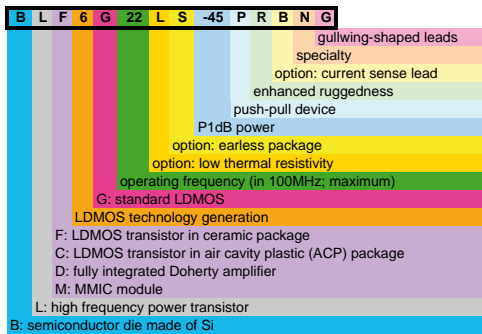 B L F 6 G 22 L S -45 P R B N G
gullwing-shaped leads
specialty
option: current sense lead
enhanced ruggedness
push-pull device
P1dB power
option: earless package
option: low thermal resistivity
operating frequency (in 100MHz; maximum)
G: standard LDMOS
LDMOS technology generation
F: LDMOS transistor in ceramic package
C: LDMOS transistor in air cavity plastic (ACP) package
D: fully integrated Doherty amplifier
M: MMIC module
L: high frequency power transistor
B: semiconductor die made of Si